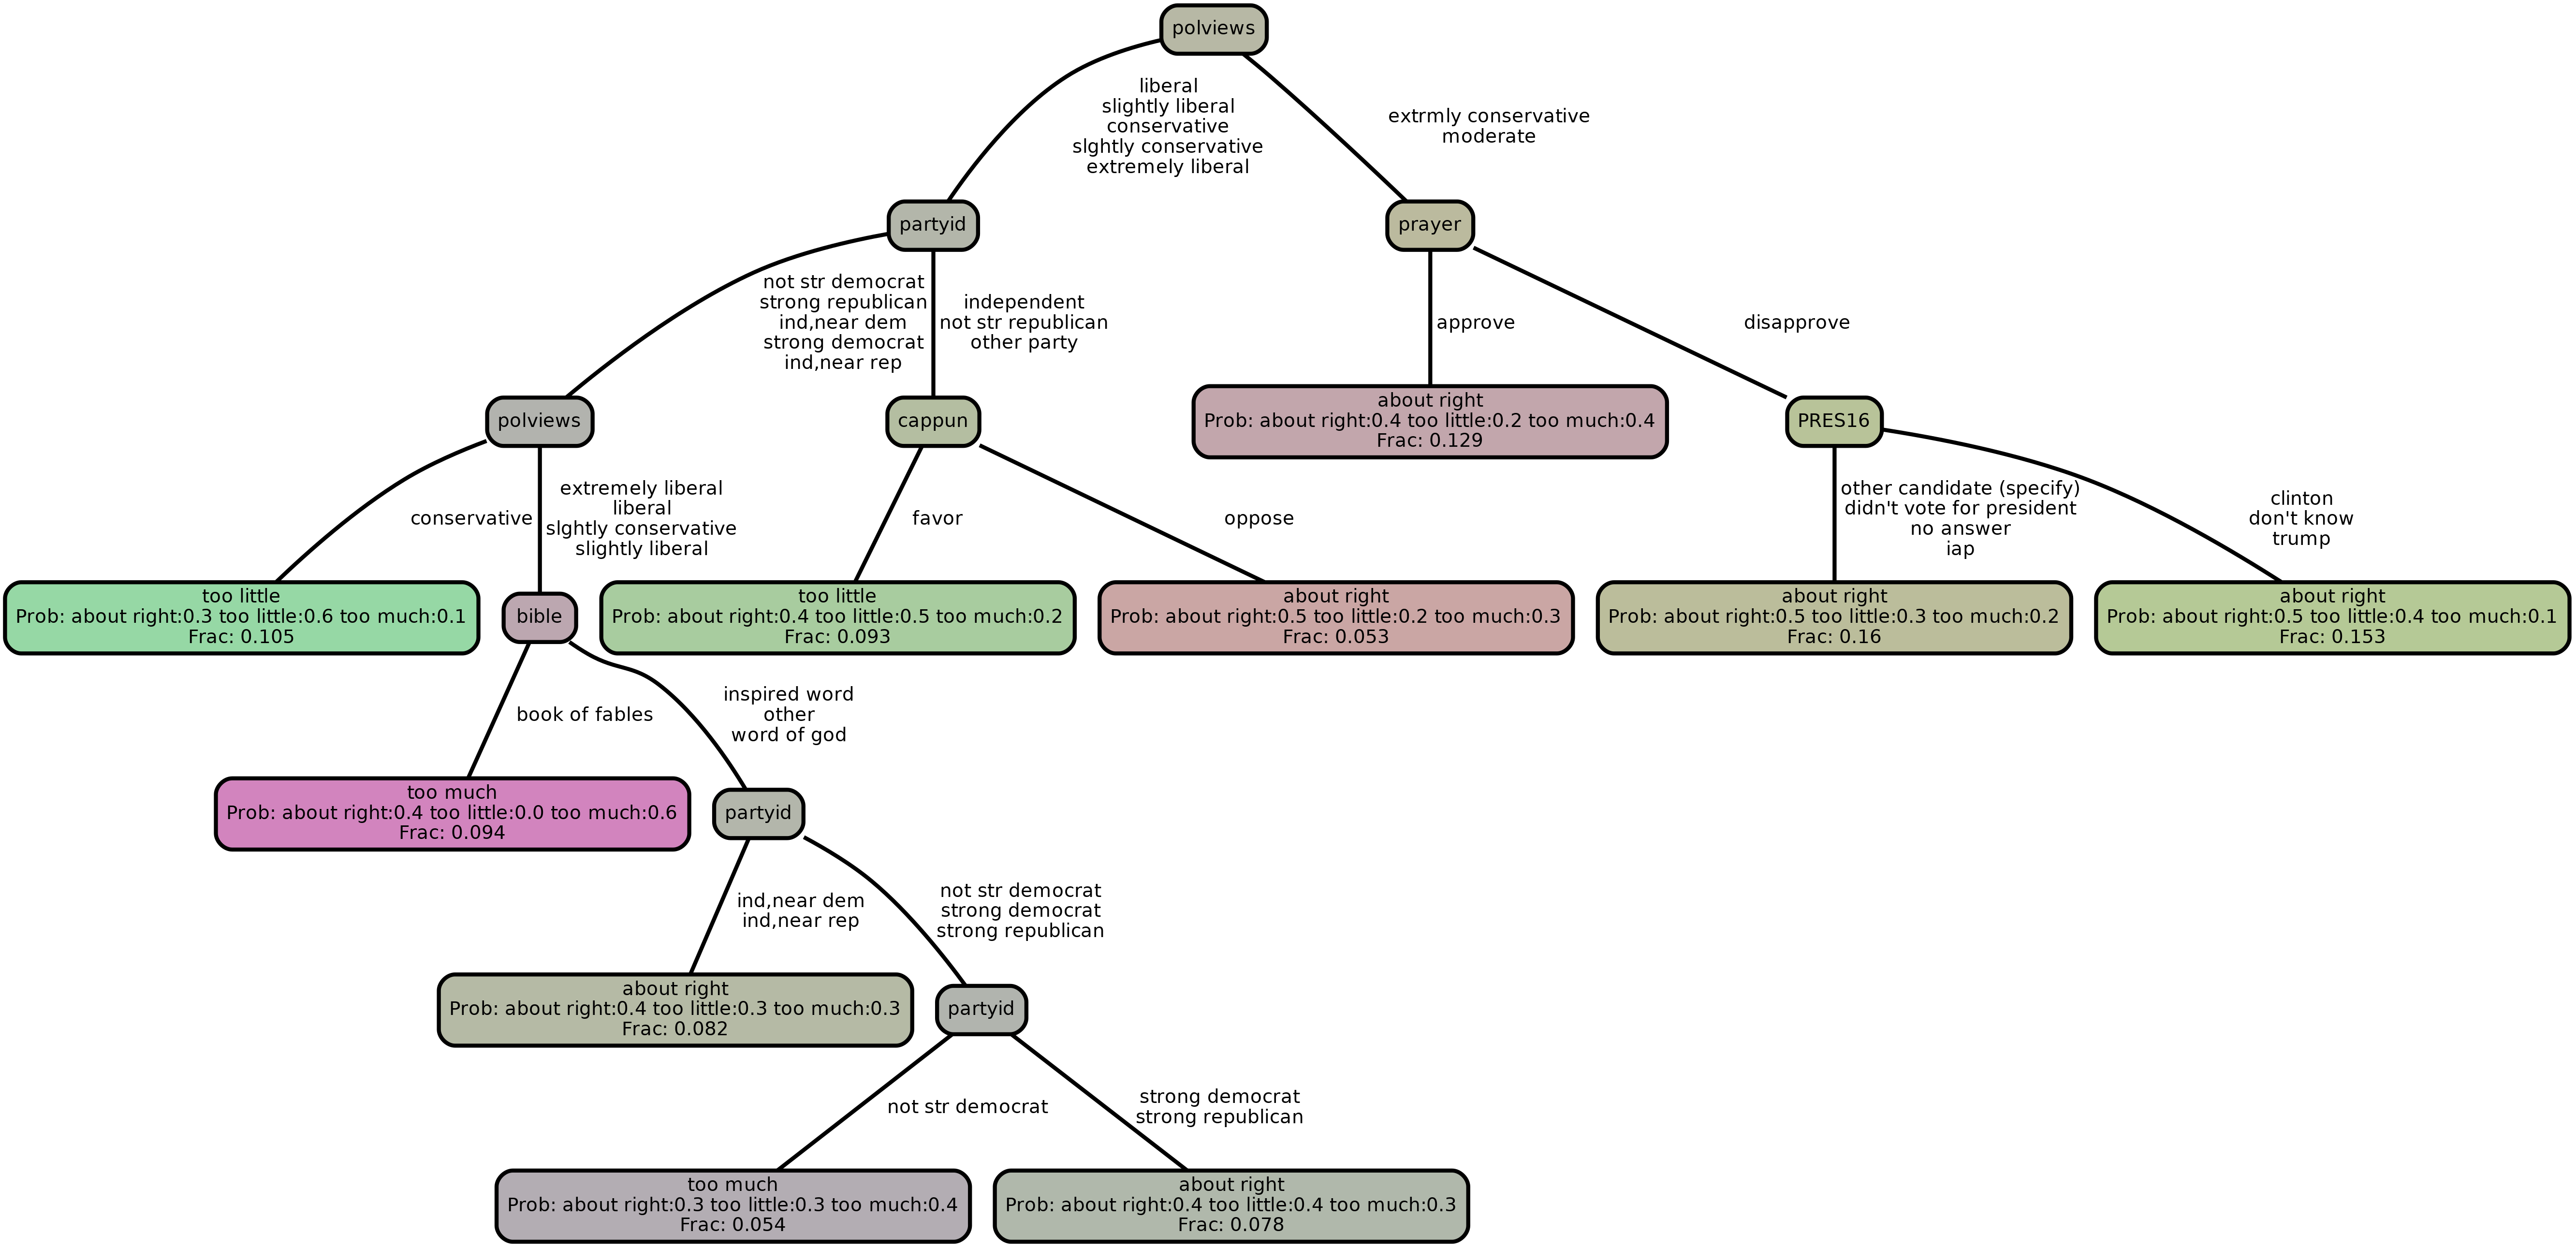 polviews
liberal
slightly liberal
conservative
slghtly conservative
extremely liberal
extrmly conservative
moderate
partyid
prayer
not str democrat
strong republican
ind,near dem
strong democrat
ind,near rep
independent
not str republican
other party
approve
disapprove
polviews
cappun
about right
Prob: about right:0.4 too little:0.2 too much:0.4
Frac: 0.129
PRES16
conservative
extremely liberal
liberal
slghtly conservative
slightly liberal
favor
oppose
other candidate (specify)
didn't vote for president
no answer
iap
clinton
don't know
trump
too little
Prob: about right:0.3 too little:0.6 too much:0.1
Frac: 0.105
bible
too little
Prob: about right:0.4 too little:0.5 too much:0.2
Frac: 0.093
about right
Prob: about right:0.5 too little:0.2 too much:0.3
Frac: 0.053
about right
Prob: about right:0.5 too little:0.3 too much:0.2
Frac: 0.16
about right
Prob: about right:0.5 too little:0.4 too much:0.1
Frac: 0.153
book of fables
inspired word
other
word of god
too much
Prob: about right:0.4 too little:0.0 too much:0.6
Frac: 0.094
partyid
ind,near dem
ind,near rep
not str democrat
strong democrat
strong republican
about right
Prob: about right:0.4 too little:0.3 too much:0.3
Frac: 0.082
partyid
not str democrat
strong democrat
strong republican
too much
Prob: about right:0.3 too little:0.3 too much:0.4
Frac: 0.054
about right
Prob: about right:0.4 too little:0.4 too much:0.3
Frac: 0.078